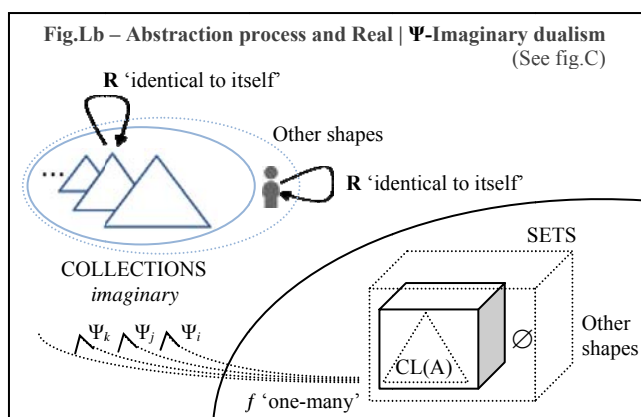 Fig.Lb – Abstraction process and Real | Ψ-Imaginary dualism
(See fig.C)
R ‘identical to itself’
Other shapes
...
R ‘identical to itself’
SETS
COLLECTIONS
imaginary
Ψk Ψj Ψi
Other
shapes
CL(A)
∅
f ‘one-many’